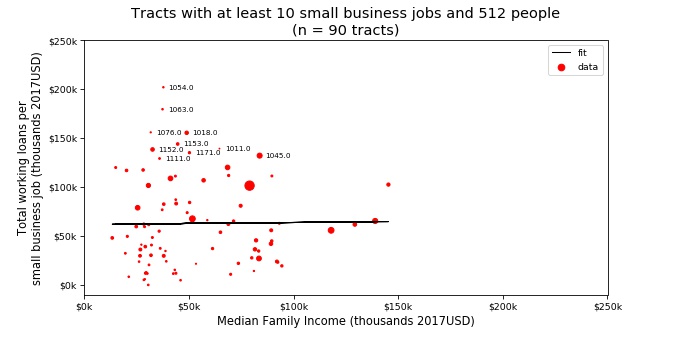 Tracts with at least 10 small business jobs and 512 people
(n = 90 tracts)
$250k
$200k
$150k
$100k
$50k
$0k
Total working loans per
small business job (thousands 2017USD)
fit
data
1054.0
1063.0
1076.0
1018.0
1153.0
1152.0
1171.0
1011.0
1045.0
1111.0
$0k
$50k
$100k
$150k
$200k
$250k
Median Family Income (thousands 2017USD)